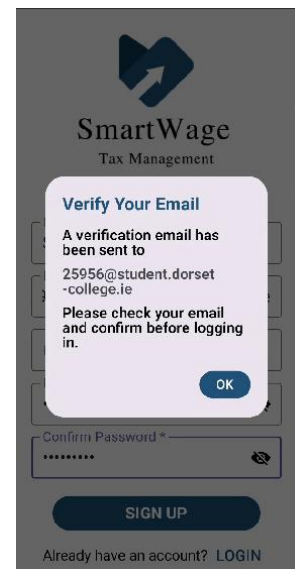 SmartWage
Tax Management
Verify Your Email
A verification email has
been sent to
25956@student.dorset
-college.ie
Please check your email
and confirm before logging
in.
OK
Confirm Password *
•••••••••
SIGN UP
Already have an account? LOGIN